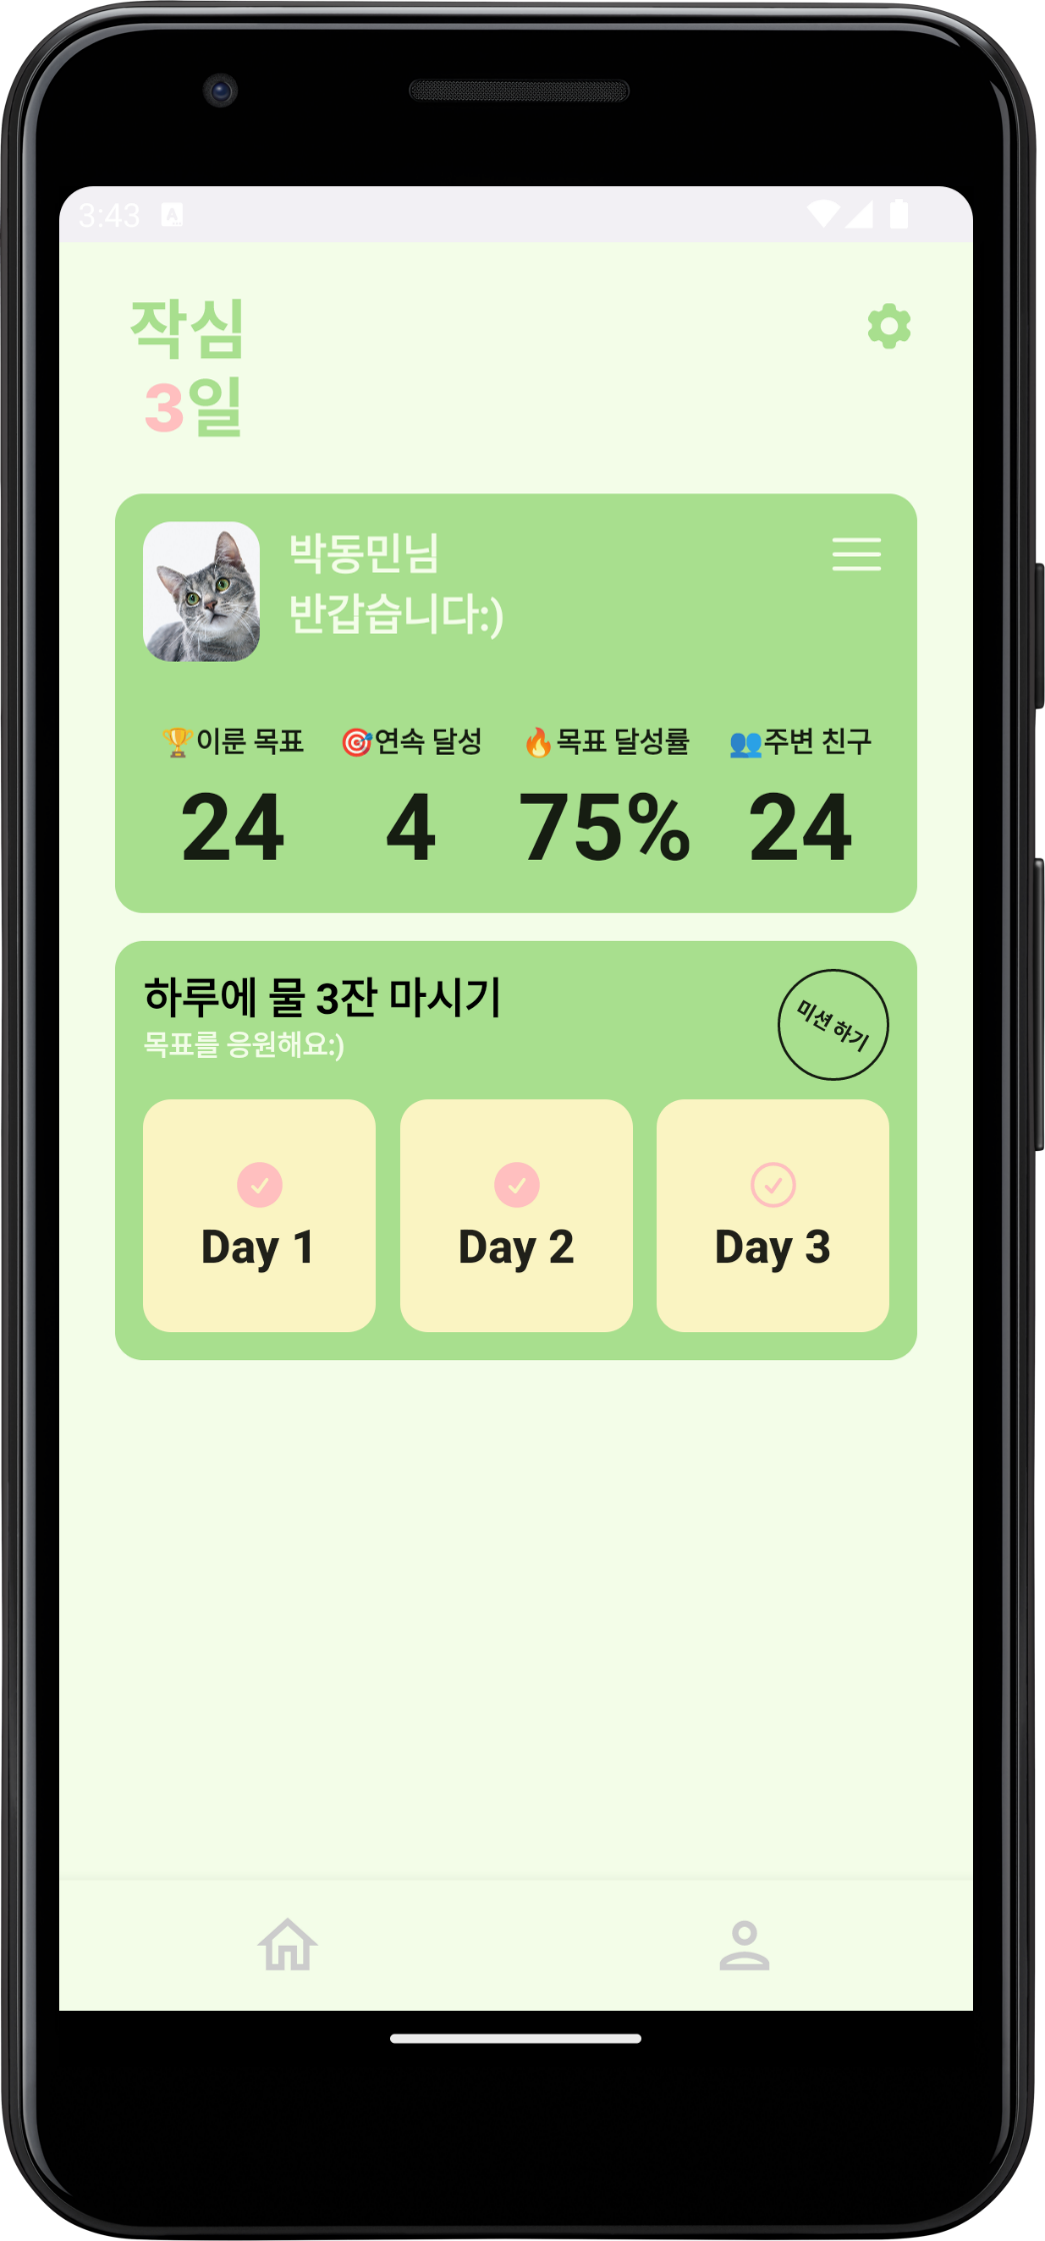 3:43
작심
3일
박동민님
반갑습니다:)
🏆이룬 목표 🎯연속 달성 🔥목표 달성률 👥주변 친구
24 4 75% 24
하루에 물 3잔 마시기
목표를 응원해요:)
미션 하기
Day 1 Day 2 Day 3